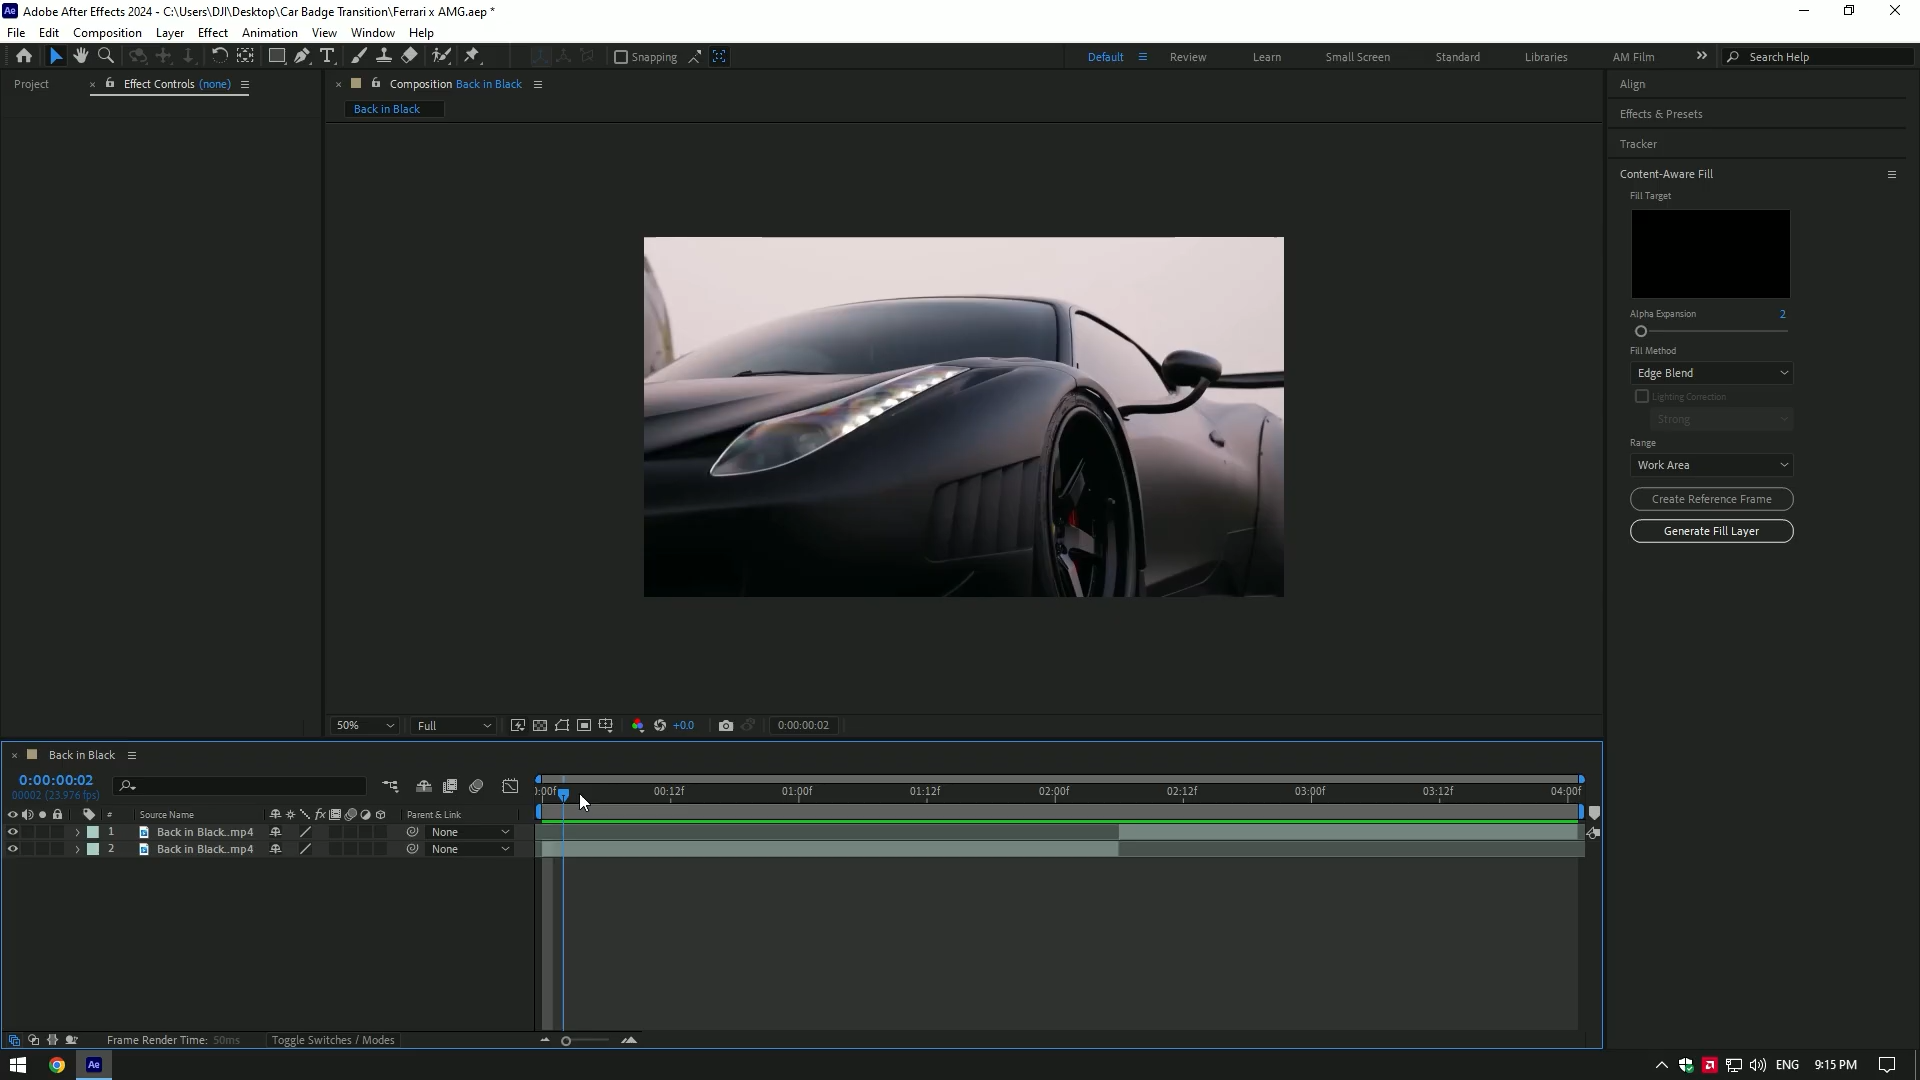 Adobe After Effects 2024 - C:\Users\DJI\Desktop\Car Badge Transition\Ferrari x AMG.aep *
File Edit Composition Layer Effect Animation View Window Help
Snapping
Default Review Learn Small Screen Standard Libraries AM Film Search Help
Project
Effect Controls (none)
Composition Back in Black
Back in Black
Align
Effects & Presets
Tracker
Content-Aware Fill
Fill Target
Alpha Expansion 2
Fill Method
Edge Blend
Lighting Correction
Strong
Range
Work Area
Create Reference Frame
Generate Fill Layer
50% Full +0.0 0:00:00:02
Back in Black
0:00:00:02
00002 (23.976 fps)
):00f 00:12f 01:00f 01:12f 02:00f 02:12f 03:00f 03:12f 04:00f
# Source Name fx Parent & Link
1 Back in Black..mp4 None
2 Back in Black..mp4 None
Frame Render Time: 50ms Toggle Switches / Modes
Ae ENG 9:15 PM